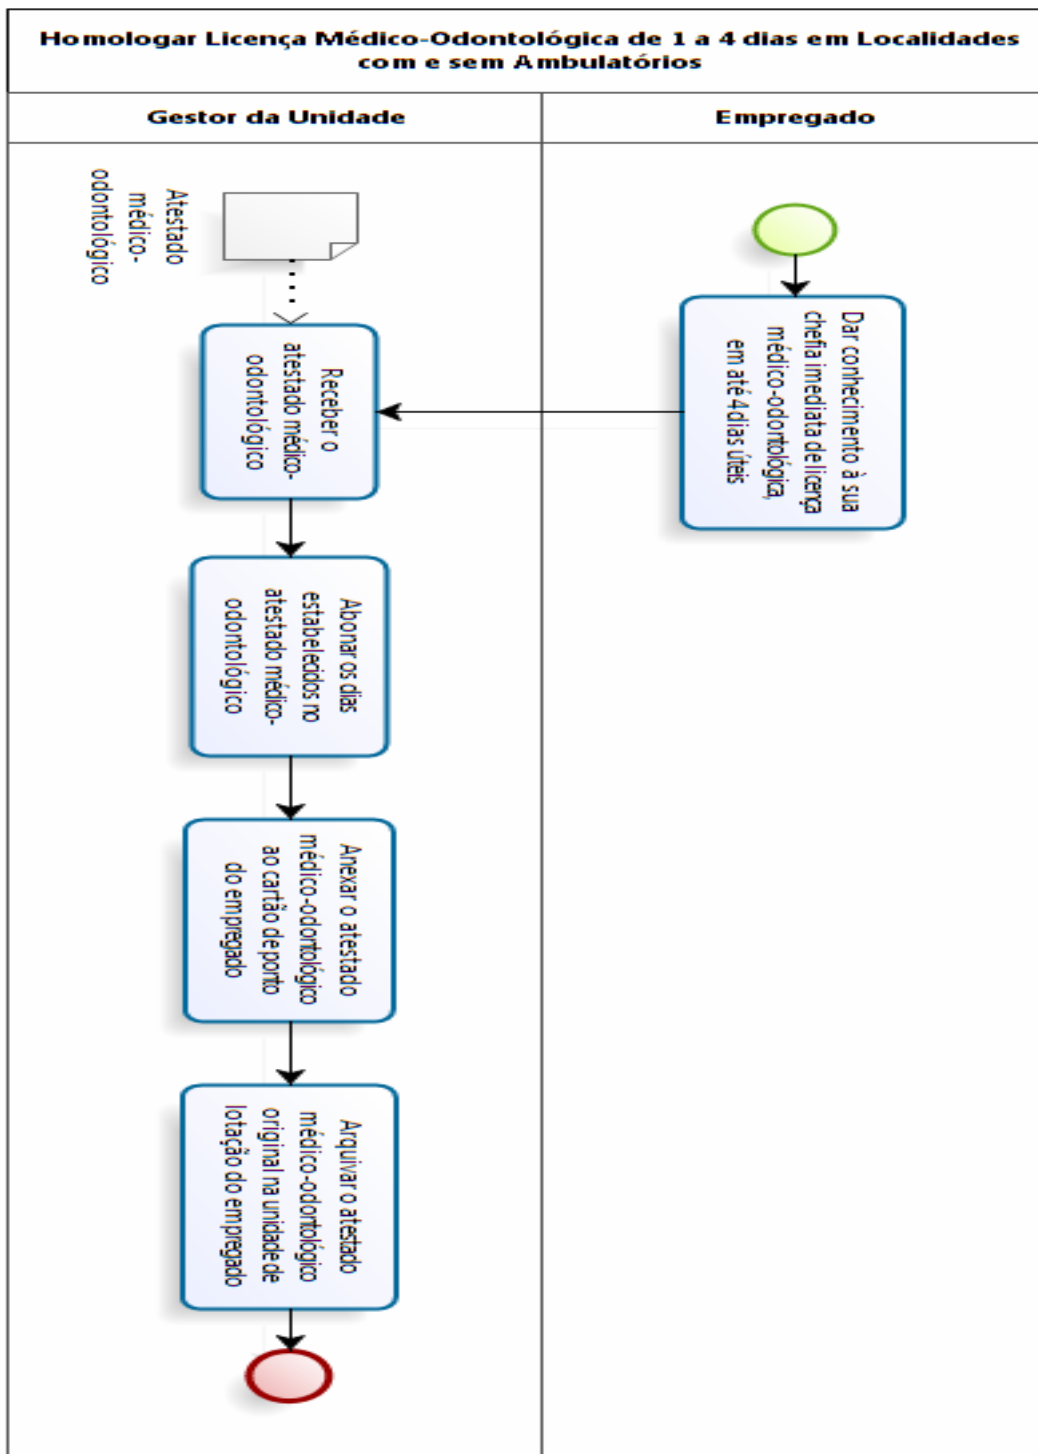 Homologar Licença Médico-Odontológica de 1 a 4 dias em Localidades
com e sem Ambulatórios
Empregado
Dar conhecimento à sua
chefia imediata de licença
médico-odontológica,
em até 4 dias úteis
Gestor da Unidade
Atestado
médico-
odontológico
Receber o
atestado médico-
odontológico
Abonar os dias
estabelecidos no
atestado médico-
odontológico
Anexar o atestado
médico-odontológico
ao cartão de ponto
do empregado
Arquivar o atestado
médico-odontológico
original na unidade de
lotação do empregado